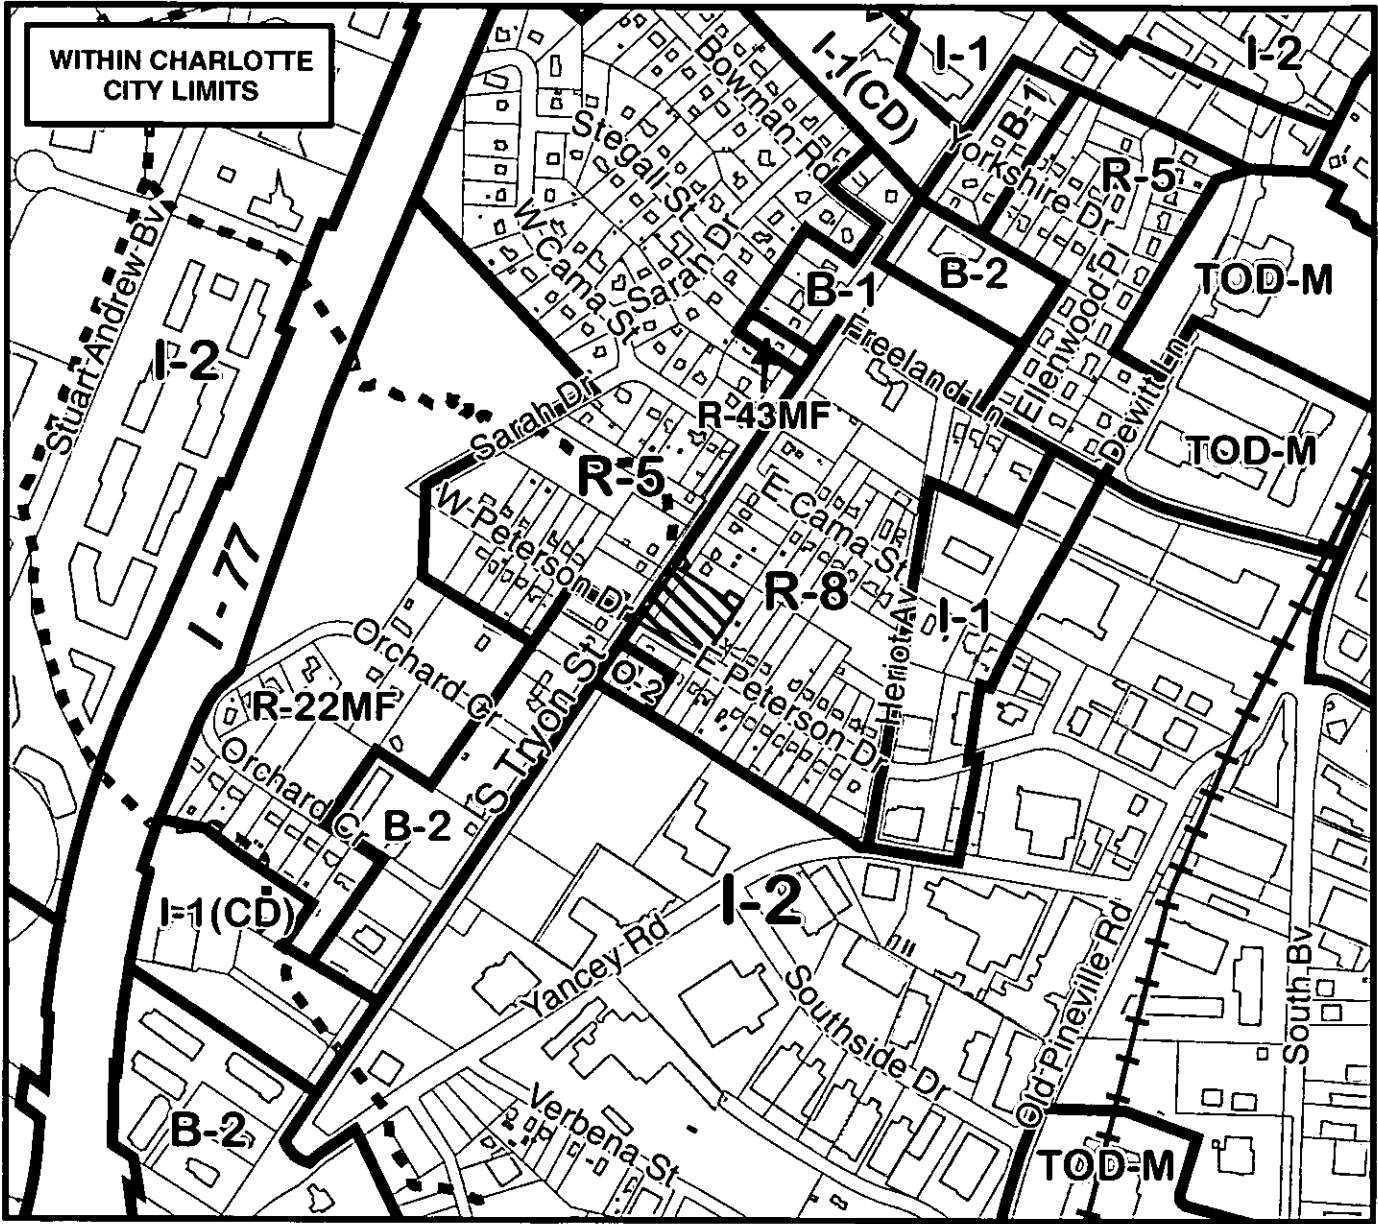 WITHIN CHARLOTTE
CITY LIMITS
I-1
I-2
I-1(CD)
Bowman Rd
B-1
Yorkshire Dr
R-5
Stegall St
W Cama St
Sarah Dr
Stuart Andrew Bv
I-2
B-1
B-2
Ellenwood Pl
TOD-M
Freeland Ln
Dewitt Ln
Sarah Dr
R-43MF
TOD-M
R-5
W Peterson Dr
E Cama St
R-8
Heriot Av
I-1
I-77
Orchard Cr
R-22MF
O-2
E Peterson Dr
S Tryon St
Orchard Cr
B-2
I-1(CD)
I-2
Yancey Rd
Southside Dr
Old Pineville Rd
South Bv
Verbena St
B-2
TOD-M